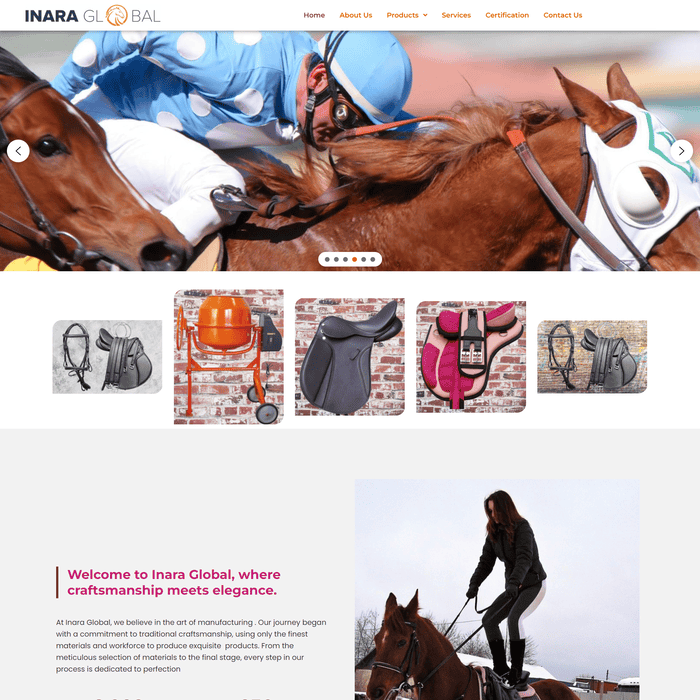 INARA GLOBAL
Home
About Us
Products
Services
Certification
Contact Us
Welcome to Inara Global, where
craftsmanship meets elegance.
At Inara Global, we believe in the art of manufacturing . Our journey began
with a commitment to traditional craftsmanship, using only the finest
materials and workforce to produce exquisite products. From the
meticulous selection of materials to the final stage, every step in our
process is dedicated to perfection